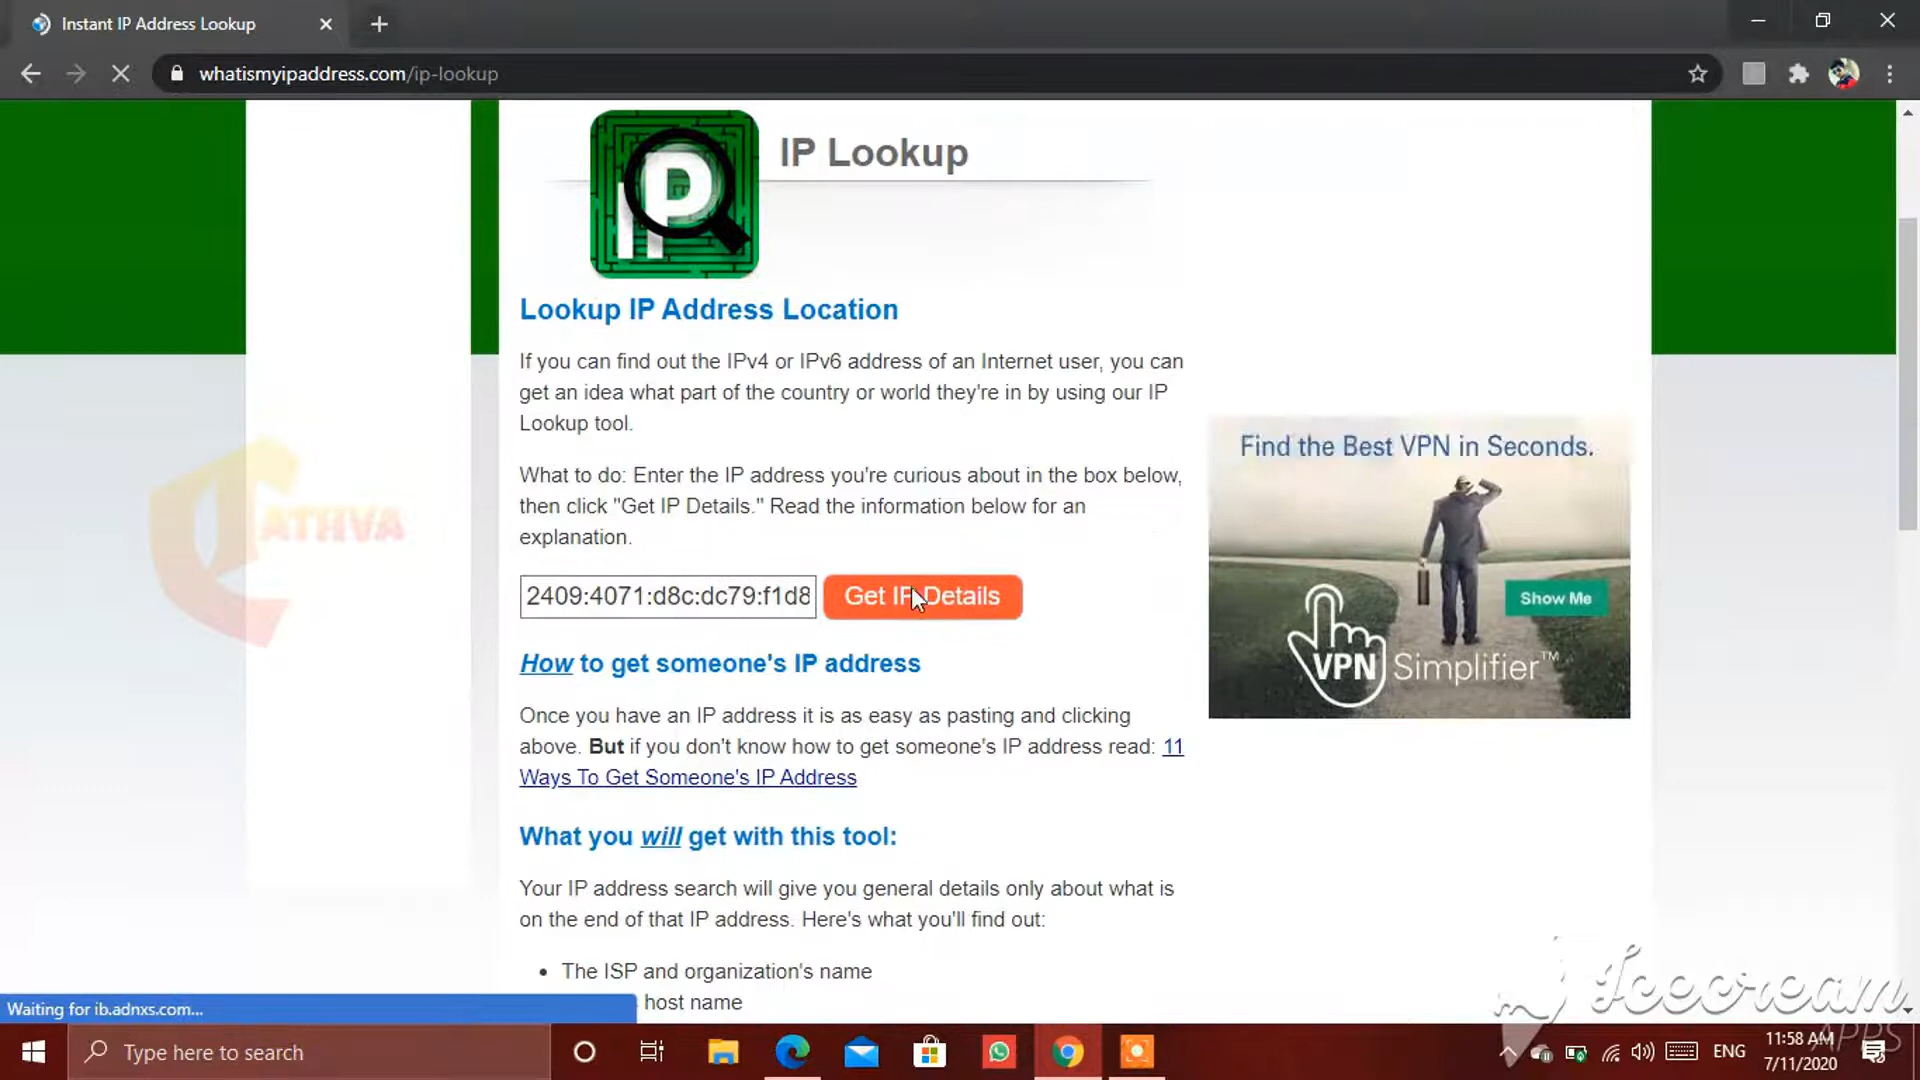 Instant IP Address Lookup
whatismyipaddress.com/ip-lookup
IP
IP Lookup
Lookup IP Address Location
If you can find out the IPv4 or IPv6 address of an Internet user, you can
get an idea what part of the country or world they're in by using our IP
Lookup tool.
What to do: Enter the IP address you're curious about in the box below,
then click "Get IP Details." Read the information below for an
explanation.
2409:4071:d8c:dc79:f1d8
Get IP Details
How to get someone's IP address
Once you have an IP address it is as easy as pasting and clicking
above. But if you don't know how to get someone's IP address read: 11
Ways To Get Someone's IP Address
What you will get with this tool:
Your IP address search will give you general details only about what is
on the end of that IP address. Here's what you'll find out:
• The ISP and organization's name
host name
Find the Best VPN in Seconds.
Show Me
VPN Simplifier™
ATHVA
Waiting for ib.adnxs.com...
Icecream
APPS
Type here to search
ENG
11:58 AM
7/11/2020